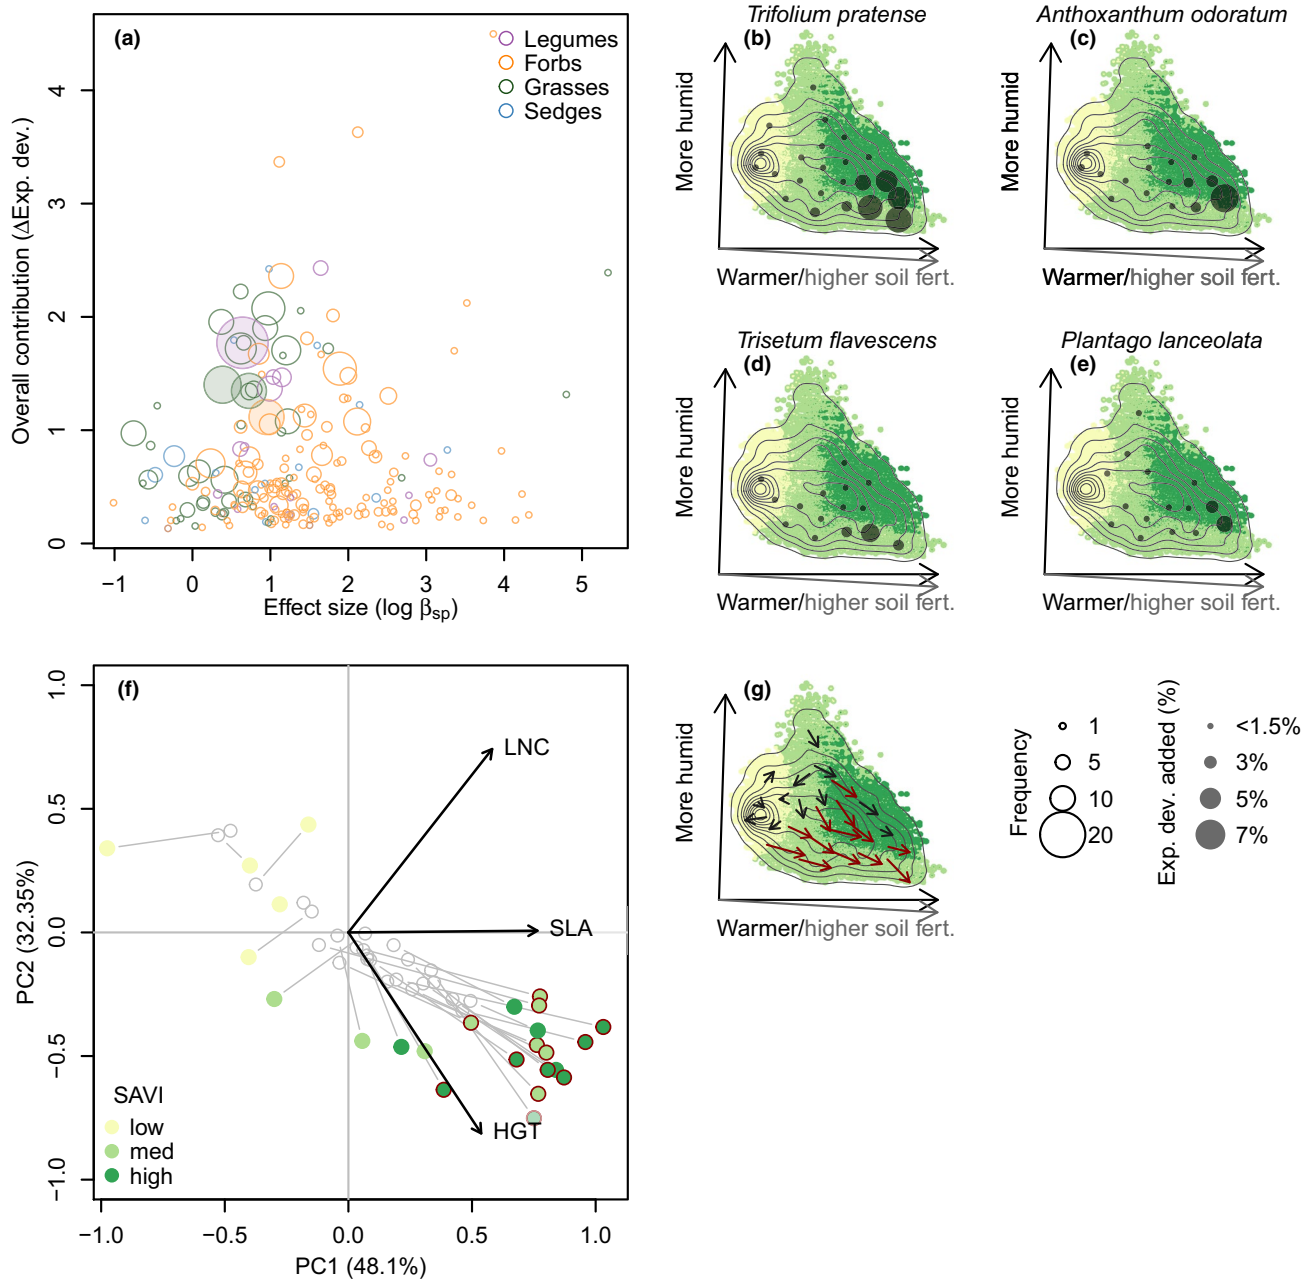 (a)
Legumes
Forbs
Grasses
Sedges
Overall contribution (ΔExp. dev.)
0
1
2
3
4
−1
0
1
2
3
4
5
Effect size (log βsp)
Trifolium pratense
(b)
More humid
Warmer/higher soil fert.
Anthoxanthum odoratum
(c)
More humid
Warmer/higher soil fert.
Trisetum flavescens
(d)
More humid
Warmer/higher soil fert.
Plantago lanceolata
(e)
More humid
Warmer/higher soil fert.
(f)
LNC
SLA
HGT
PC2 (32.35%)
1.0
0.5
0.0
−0.5
−1.0
SAVI
low
med
high
−1.0
−0.5
0.0
0.5
1.0
PC1 (48.1%)
(g)
More humid
Warmer/higher soil fert.
Frequency
1
5
10
20
Exp. dev. added (%)
<1.5%
3%
5%
7%